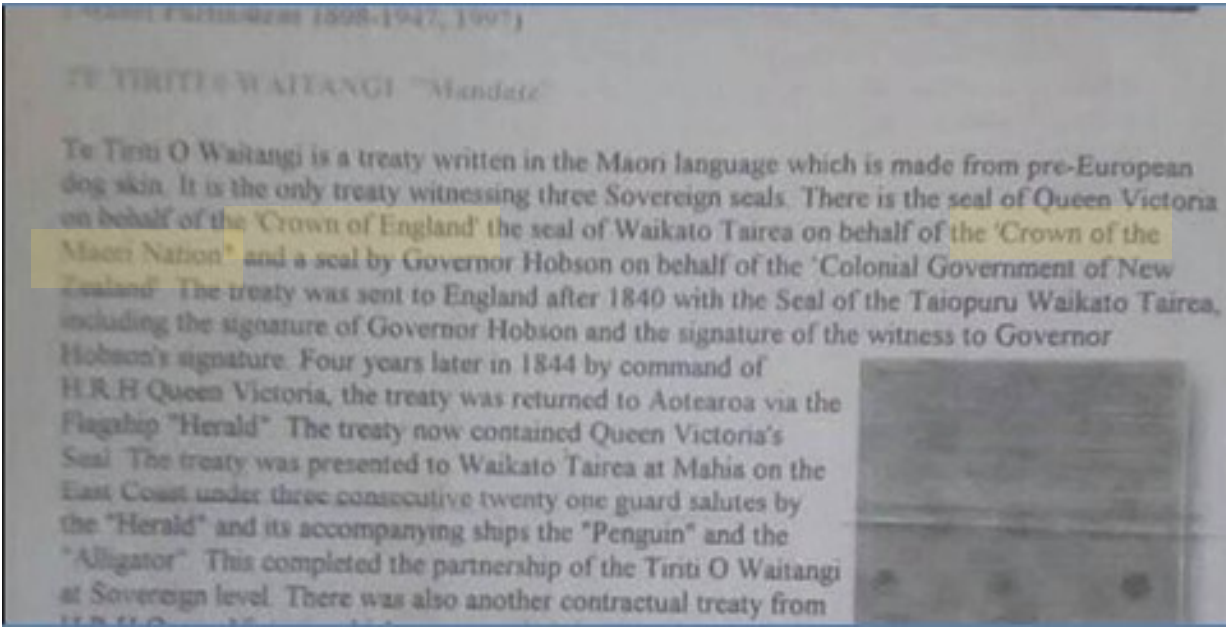 1898-1947, 1997)
TE TIRITI O WAITANGI "Mandate"
Te Tiriti O Waitangi is a treaty written in the Maori language which is made from pre-European
dog skin. It is the only treaty witnessing three Sovereign seals. There is the seal of Queen Victoria
on behalf of the 'Crown of England' the seal of Waikato Tairea on behalf of the 'Crown of the
Maori Nation" and a seal by Governor Hobson on behalf of the 'Colonial Government of New
Zealand' The treaty was sent to England after 1840 with the Seal of the Taiopuru Waikato Tairea,
including the signature of Governor Hobson and the signature of the witness to Governor
Hobson's signature. Four years later in 1844 by command of
H.R.H Queen Victoria, the treaty was returned to Aotearoa via the
Flagship "Herald" The treaty now contained Queen Victoria's
Seal. The treaty was presented to Waikato Tairea at Mahia on the
East Coast under three consecutive twenty one guard salutes by
the "Herald" and its accompanying ships the "Penguin" and the
"Alligator" This completed the partnership of the Tiriti O Waitangi
at Sovereign level. There was also another contractual treaty from